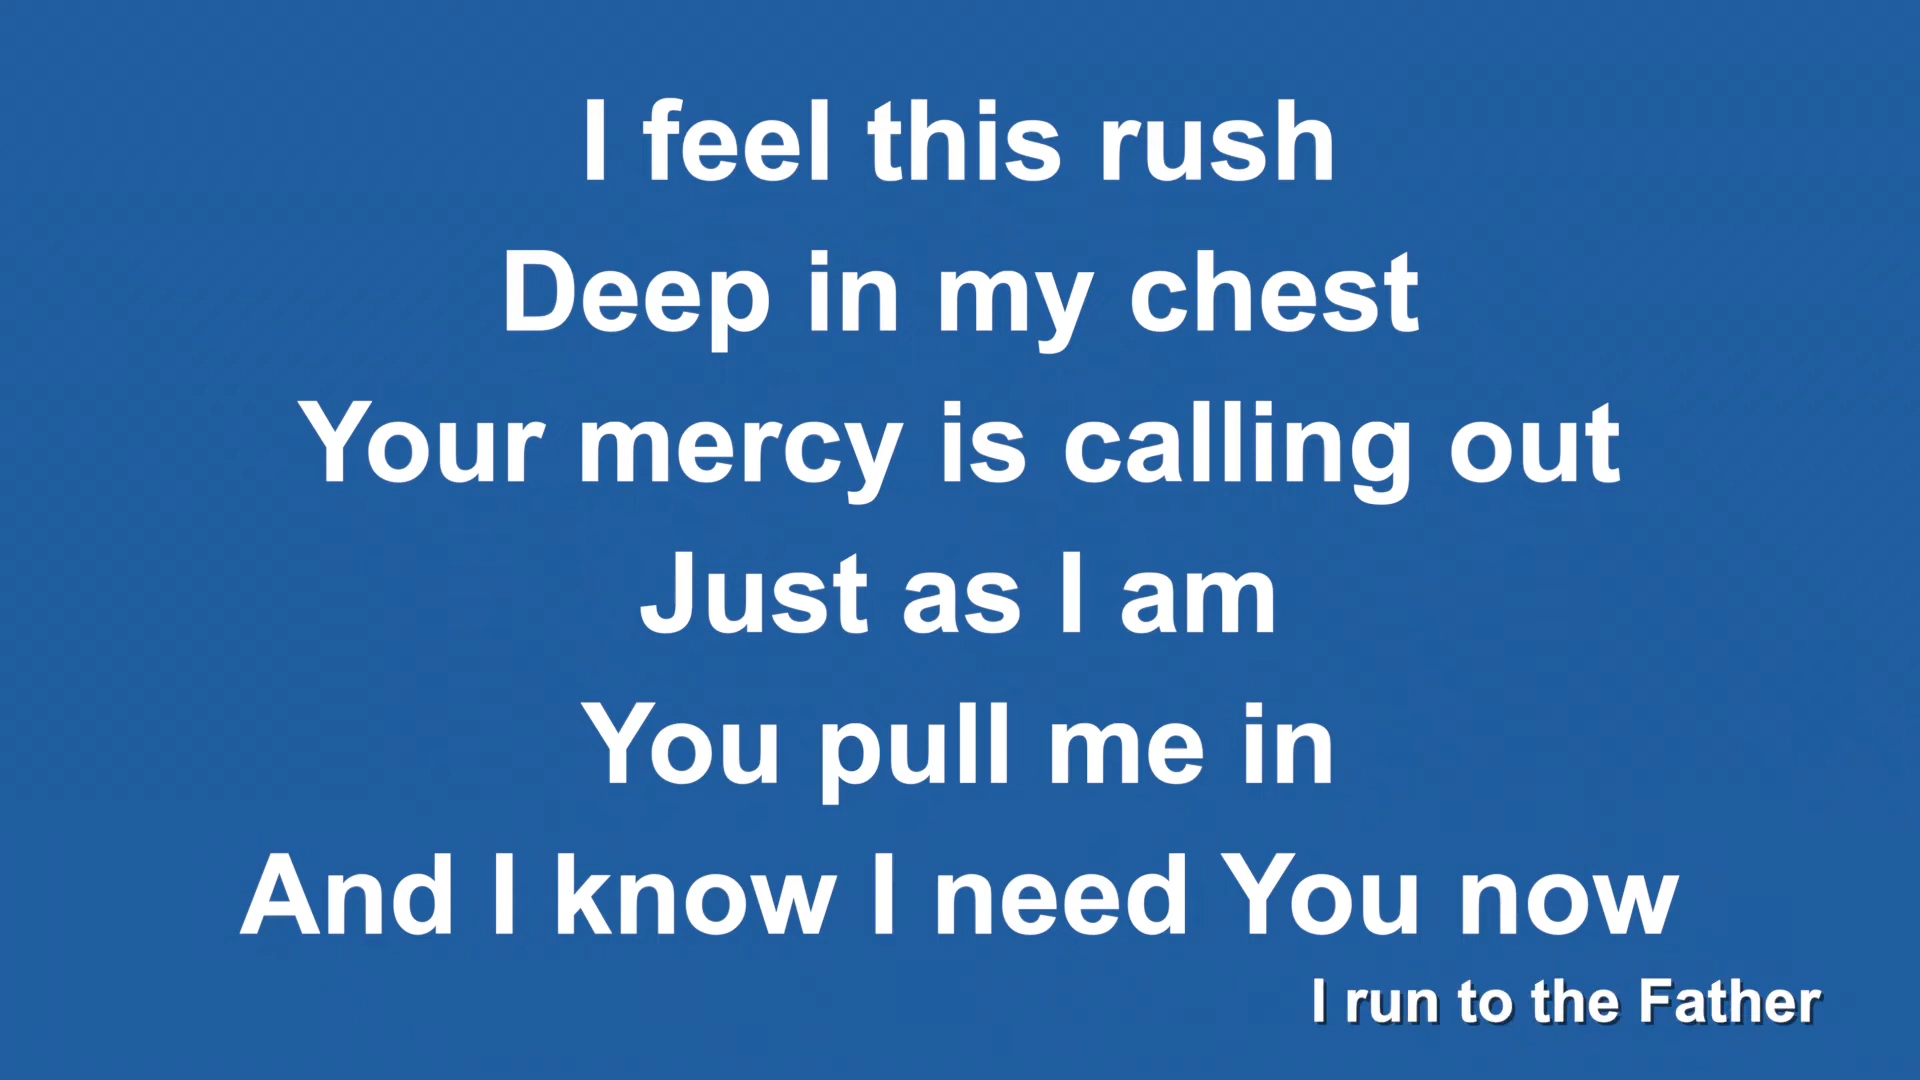 I feel this rush
Deep in my chest
Your mercy is calling out
Just as I am
You pull me in
And I know I need You now
I run to the Father